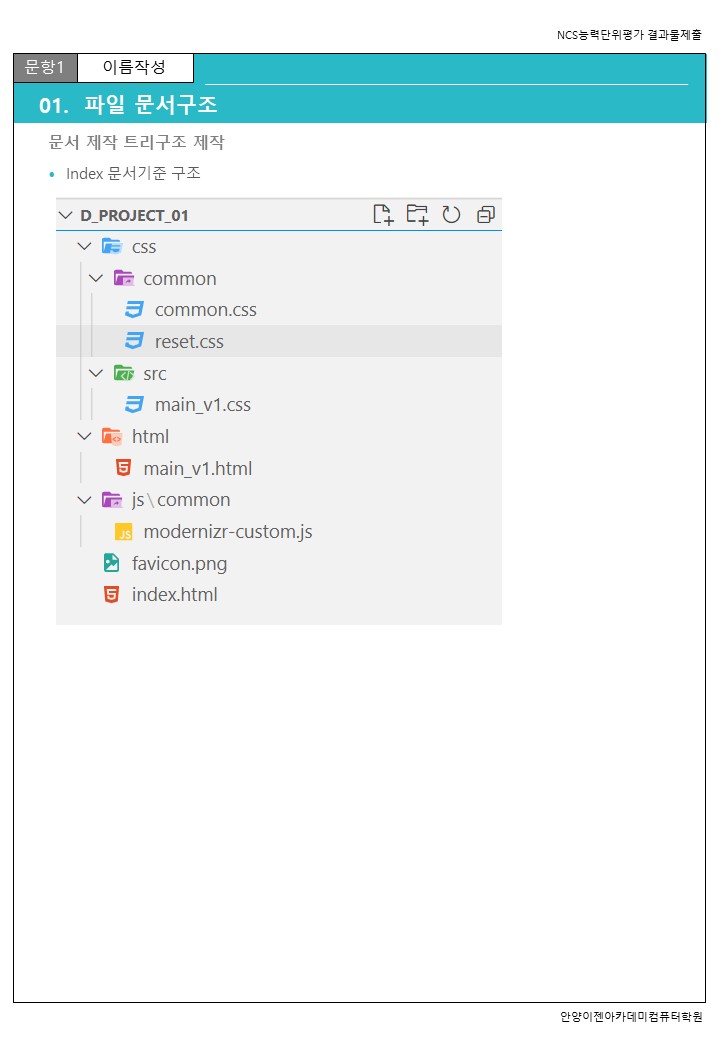 NCS능력단위평가 결과물제출
문항1 이름작성
01. 파일 문서구조
문서 제작 트리구조 제작
• Index 문서기준 구조
D_PROJECT_01
css
common
common.css
reset.css
src
main_v1.css
html
main_v1.html
js\common
modernizr-custom.js
favicon.png
index.html
안양이젠아카데미컴퓨터학원